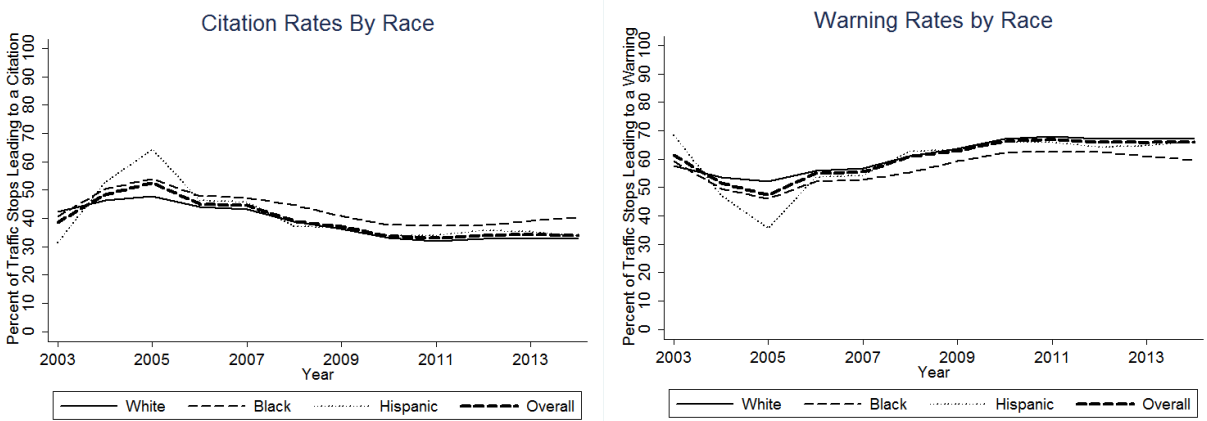 Citation Rates By Race
Percent of Traffic Stops Leading to a Citation
100
90
80
70
60
50
40
30
20
10
0
2003 2005 2007 2009 2011 2013
Year
White Black Hispanic Overall
Warning Rates by Race
Percent of Traffic Stops Leading to a Warning
100
90
80
70
60
50
40
30
20
10
0
2003 2005 2007 2009 2011 2013
Year
White Black Hispanic Overall